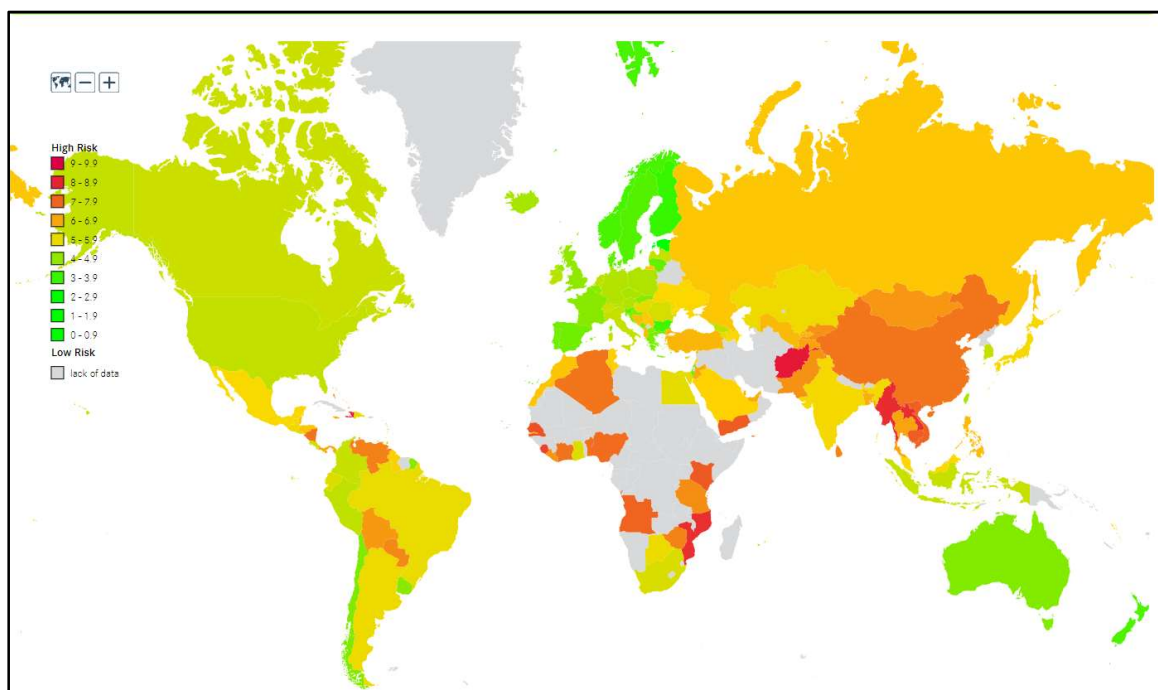 High Risk
9 - 9.9
8 - 8.9
7 - 7.9
6 - 6.9
5 - 5.9
4 - 4.9
3 - 3.9
2 - 2.9
1 - 1.9
0 - 0.9
Low Risk
lack of data